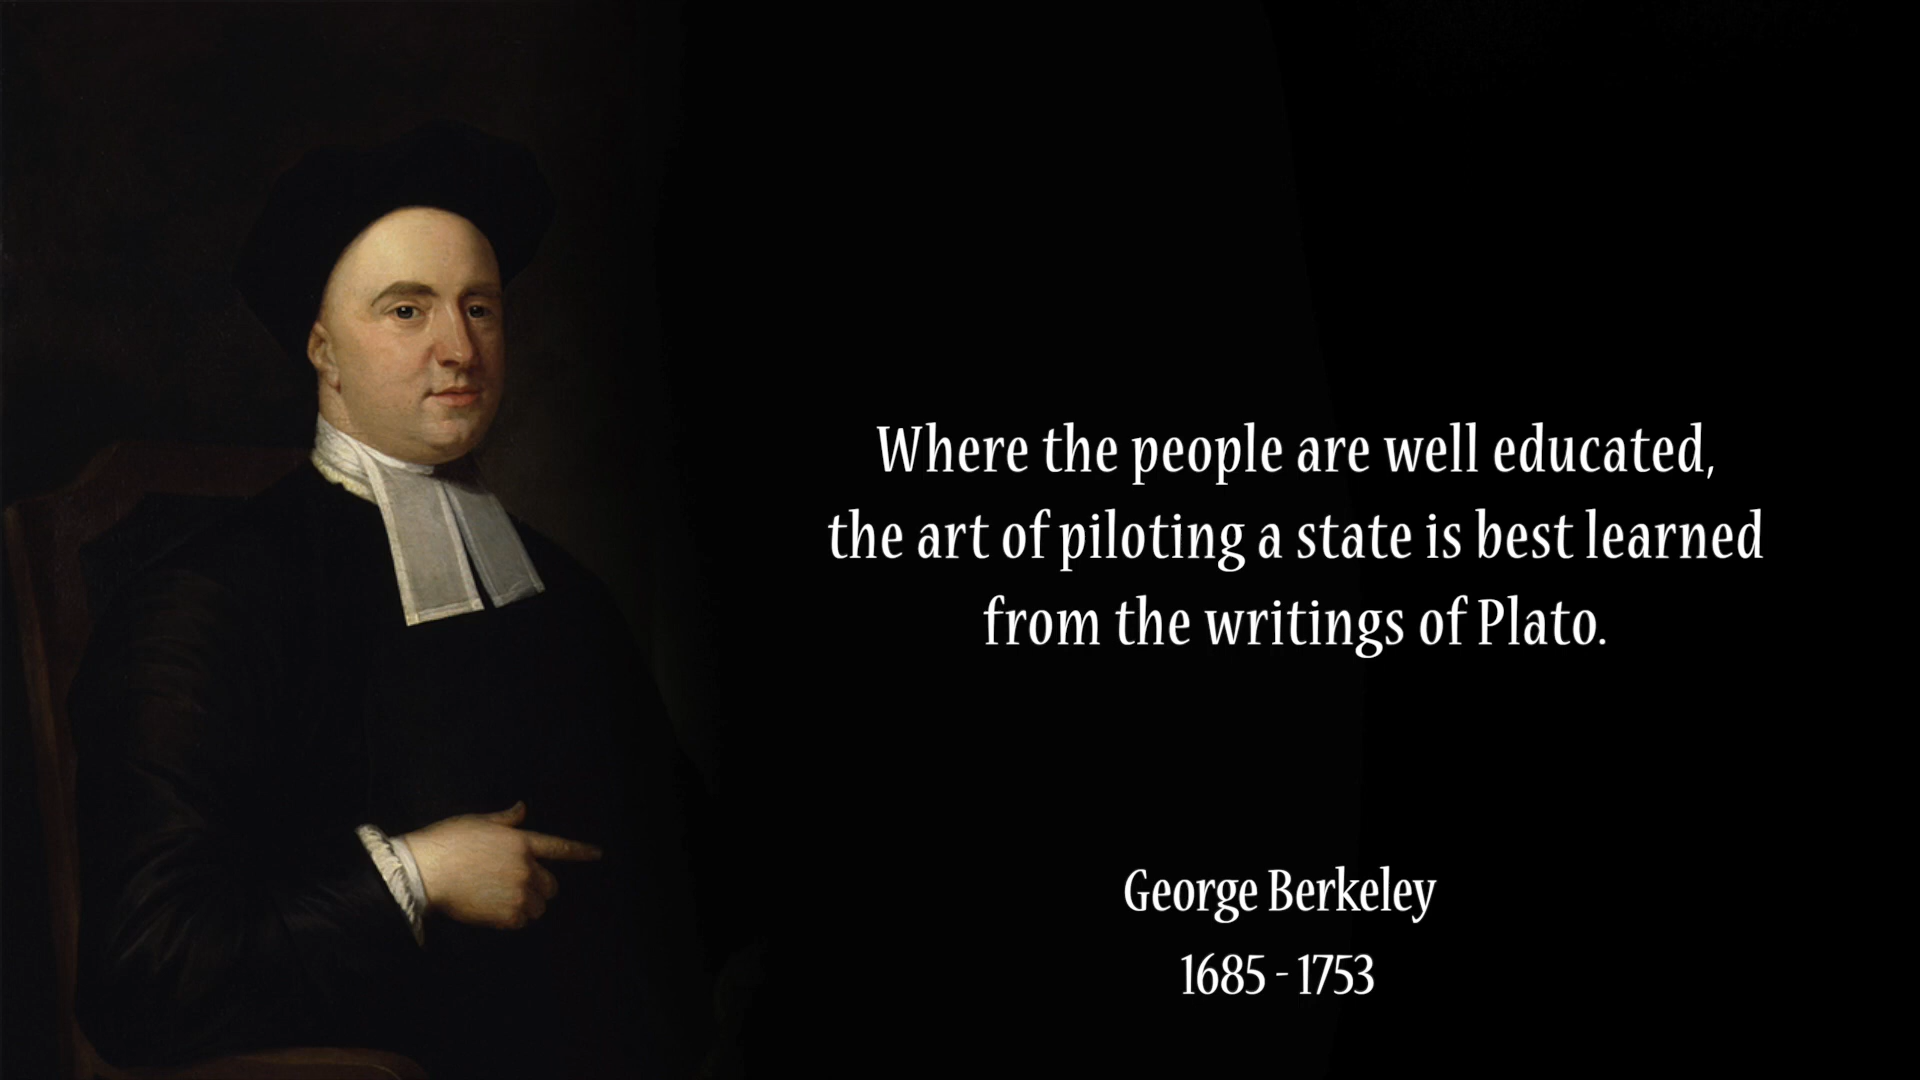 Where the people are well educated,
the art of piloting a state is best learned
from the writings of Plato.
George Berkeley
1685 - 1753